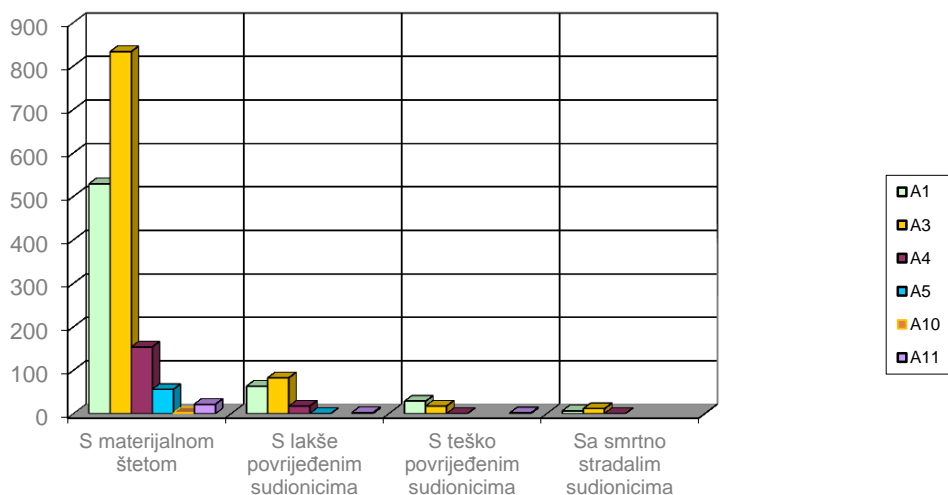 900
800
700
600
500
400
300
200
100
0
S materijalnom
štetom
S lakše
povrijeđenim
sudionicima
S teško
povrijeđenim
sudionicima
Sa smrtno
stradalim
sudionicima
A1
A3
A4
A5
A10
A11